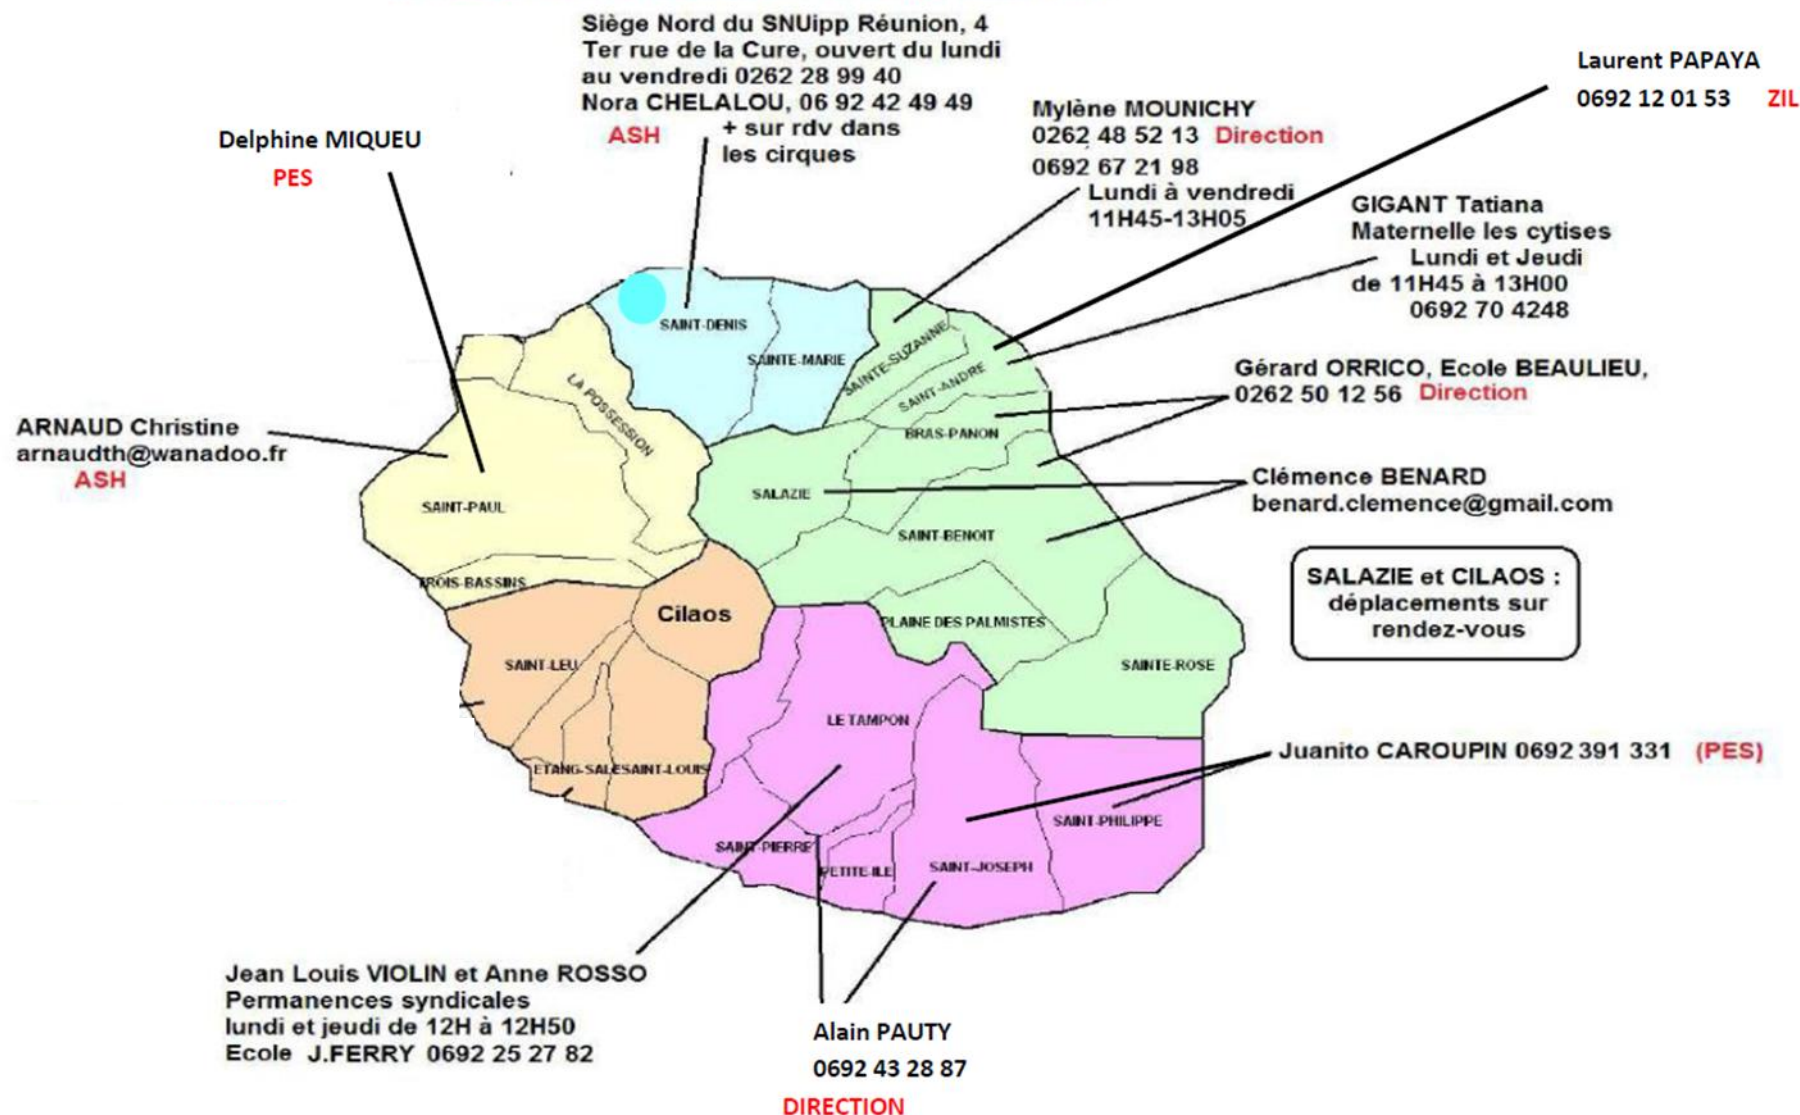 Siège Nord du SNUipp Réunion, 4
Ter rue de la Cure, ouvert du lundi
au vendredi 0262 28 99 40
Nora CHELALOU, 06 92 42 49 49
ASH
+ sur rdv dans
les cirques
Laurent PAPAYA
0692 12 01 53 ZIL
Mylène MOUNICHY
0262 48 52 13 Direction
0692 67 21 98
Lundi à vendredi
11H45-13H05
Delphine MIQUEU
PES
GIGANT Tatiana
Maternelle les cytises
Lundi et Jeudi
de 11H45 à 13H00
0692 70 4248
Gérard ORRICO, Ecole BEAULIEU,
0262 50 12 56 Direction
ARNAUD Christine
arnaudth@wanadoo.fr
ASH
Clémence BENARD
benard.clemence@gmail.com
SALAZIE et CILAOS :
déplacements sur
rendez-vous
SAINT-DENIS
SAINTE-MARIE
SAINTE-SUZANNE
SAINT-ANDRE
LA POSSESSION
BRAS-PANON
SALAZIE
SAINT-PAUL
SAINT-BENOIT
TROIS-BASSINS
Cilaos
PLAINE DES PALMISTES
SAINT-LEU
SAINTE-ROSE
LE TAMPON
ETANG-SALE
SAINT-LOUIS
SAINT-PHILIPPE
SAINT-PIERRE
PETITE-ILE
SAINT-JOSEPH
Juanito CAROUPIN 0692 391 331 (PES)
Jean Louis VIOLIN et Anne ROSSO
Permanences syndicales
lundi et jeudi de 12H à 12H50
Ecole J.FERRY 0692 25 27 82
Alain PAUTY
0692 43 28 87
DIRECTION